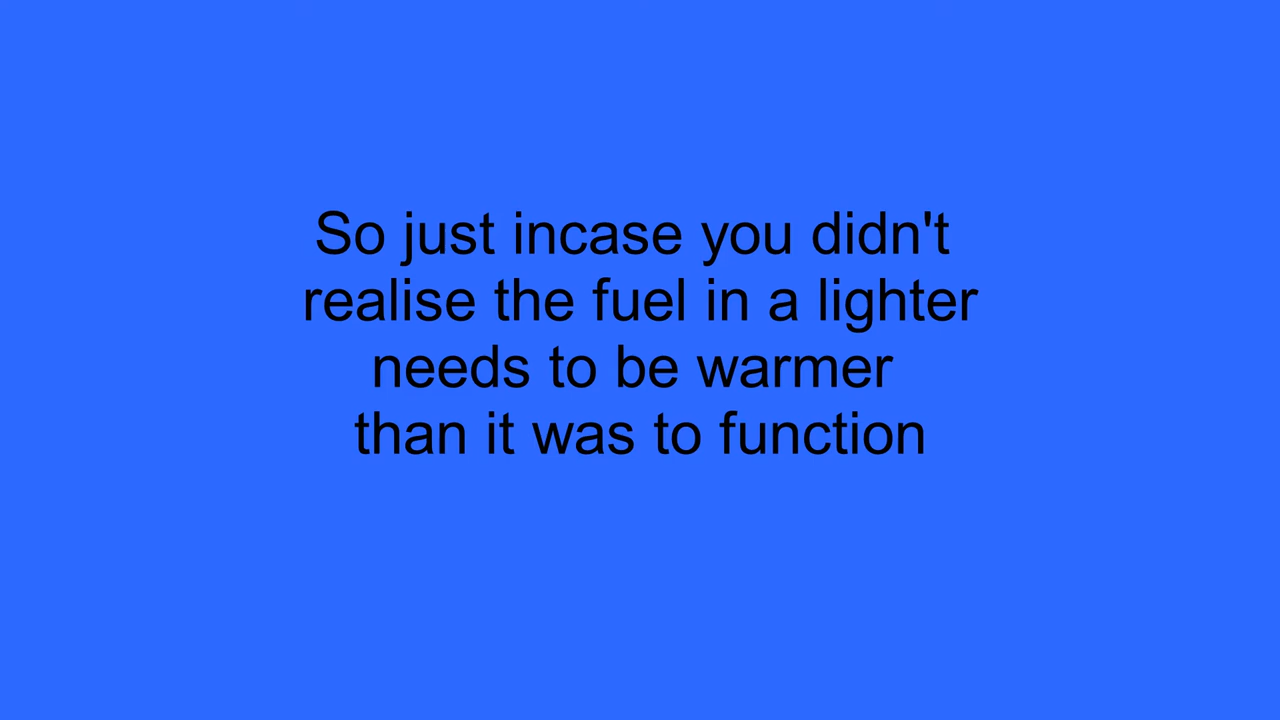 So just incase you didn't
realise the fuel in a lighter
needs to be warmer
than it was to function